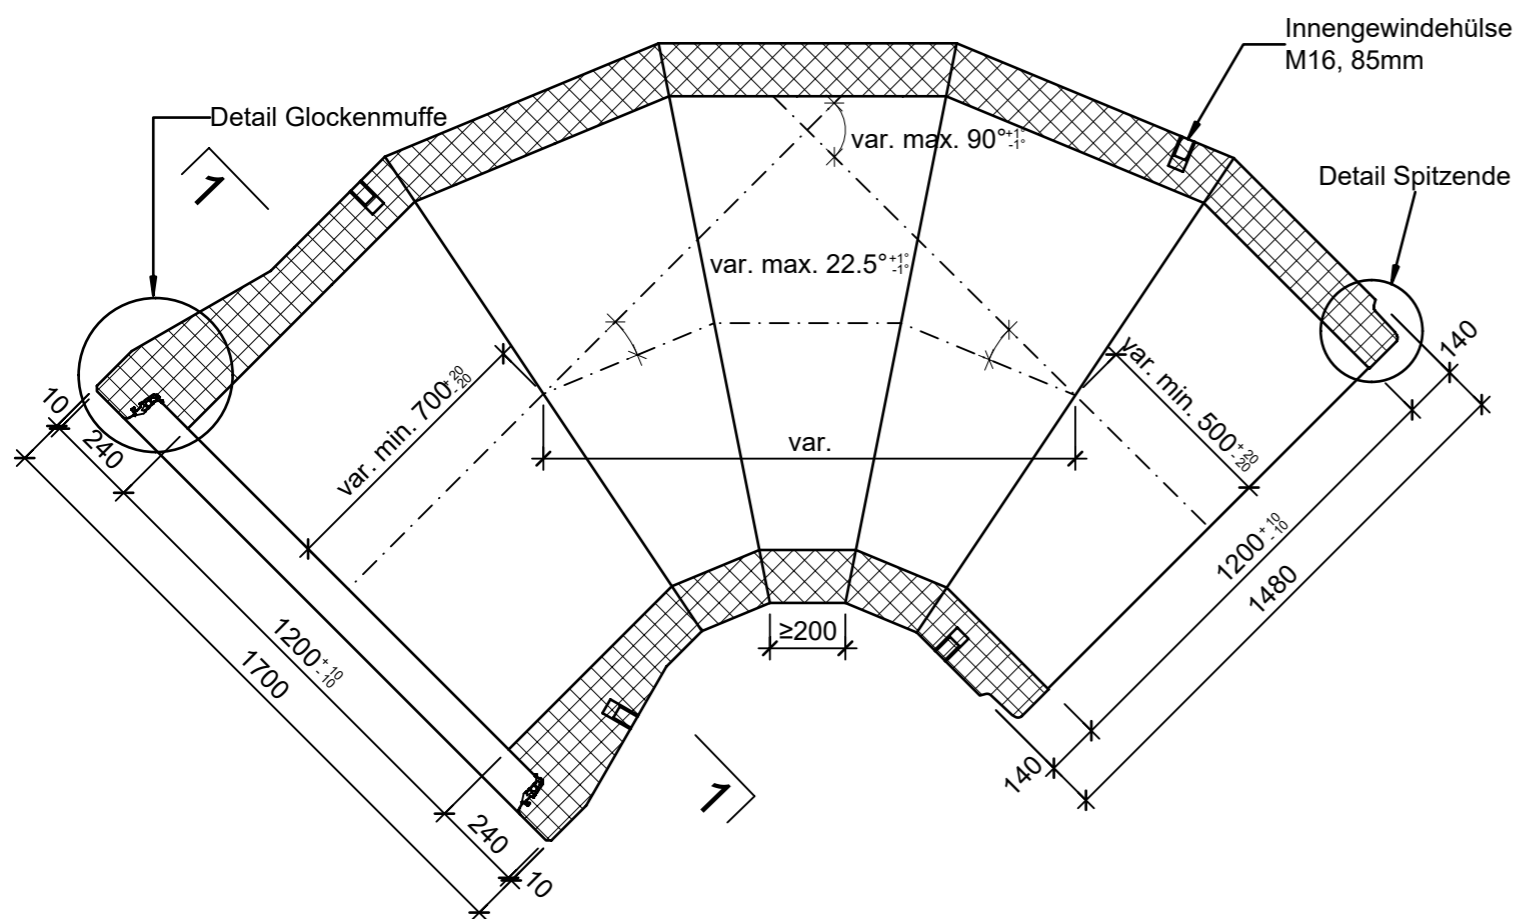 Innengewindehülse
M16, 85mm
Detail Glockenmuffe
var. max. 90°+1° -1°
1
Detail Spitzende
var. max. 22.5°+1° -1°
140
var. min. 700+20 -20
var. min. 500+20 -20
10
240
var.
1200+10 -10
1480
1200+10 -10
1700
≥200
140
1
240
10